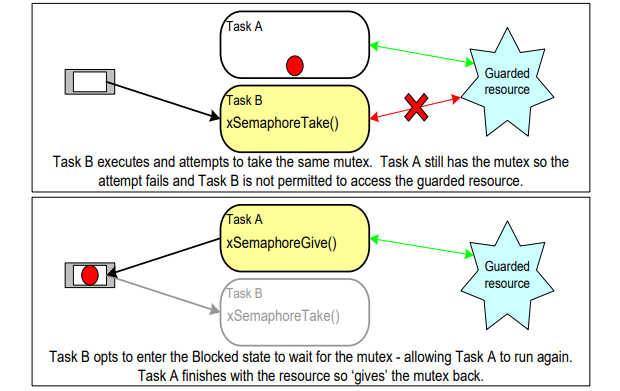 Task A
Guarded
resource
Task B
xSemaphoreTake()
Task B executes and attempts to take the same mutex.  Task A still has the mutex so the
attempt fails and Task B is not permitted to access the guarded resource.
Task A
xSemaphoreGive()
Guarded
resource
Task B
xSemaphoreTake()
Task B opts to enter the Blocked state to wait for the mutex - allowing Task A to run again.
Task A finishes with the resource so ‘gives’ the mutex back.